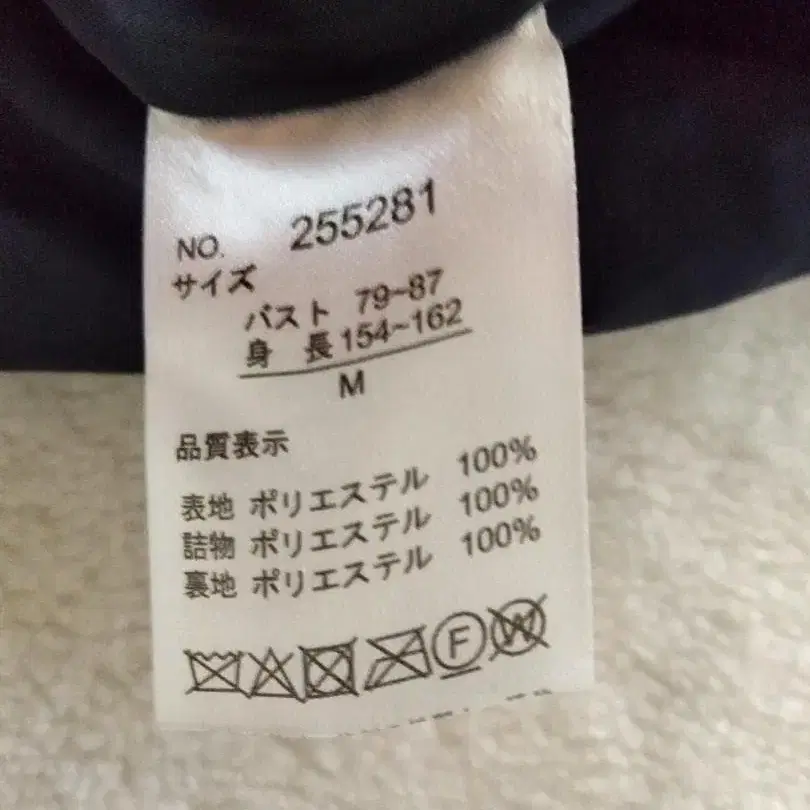 NO. 255281
サイズ
バスト 79~87
身 長 154~162
M
品質表示
表地 ポリエステル 100%
詰物 ポリエステル 100%
裏地 ポリエステル 100%
F W